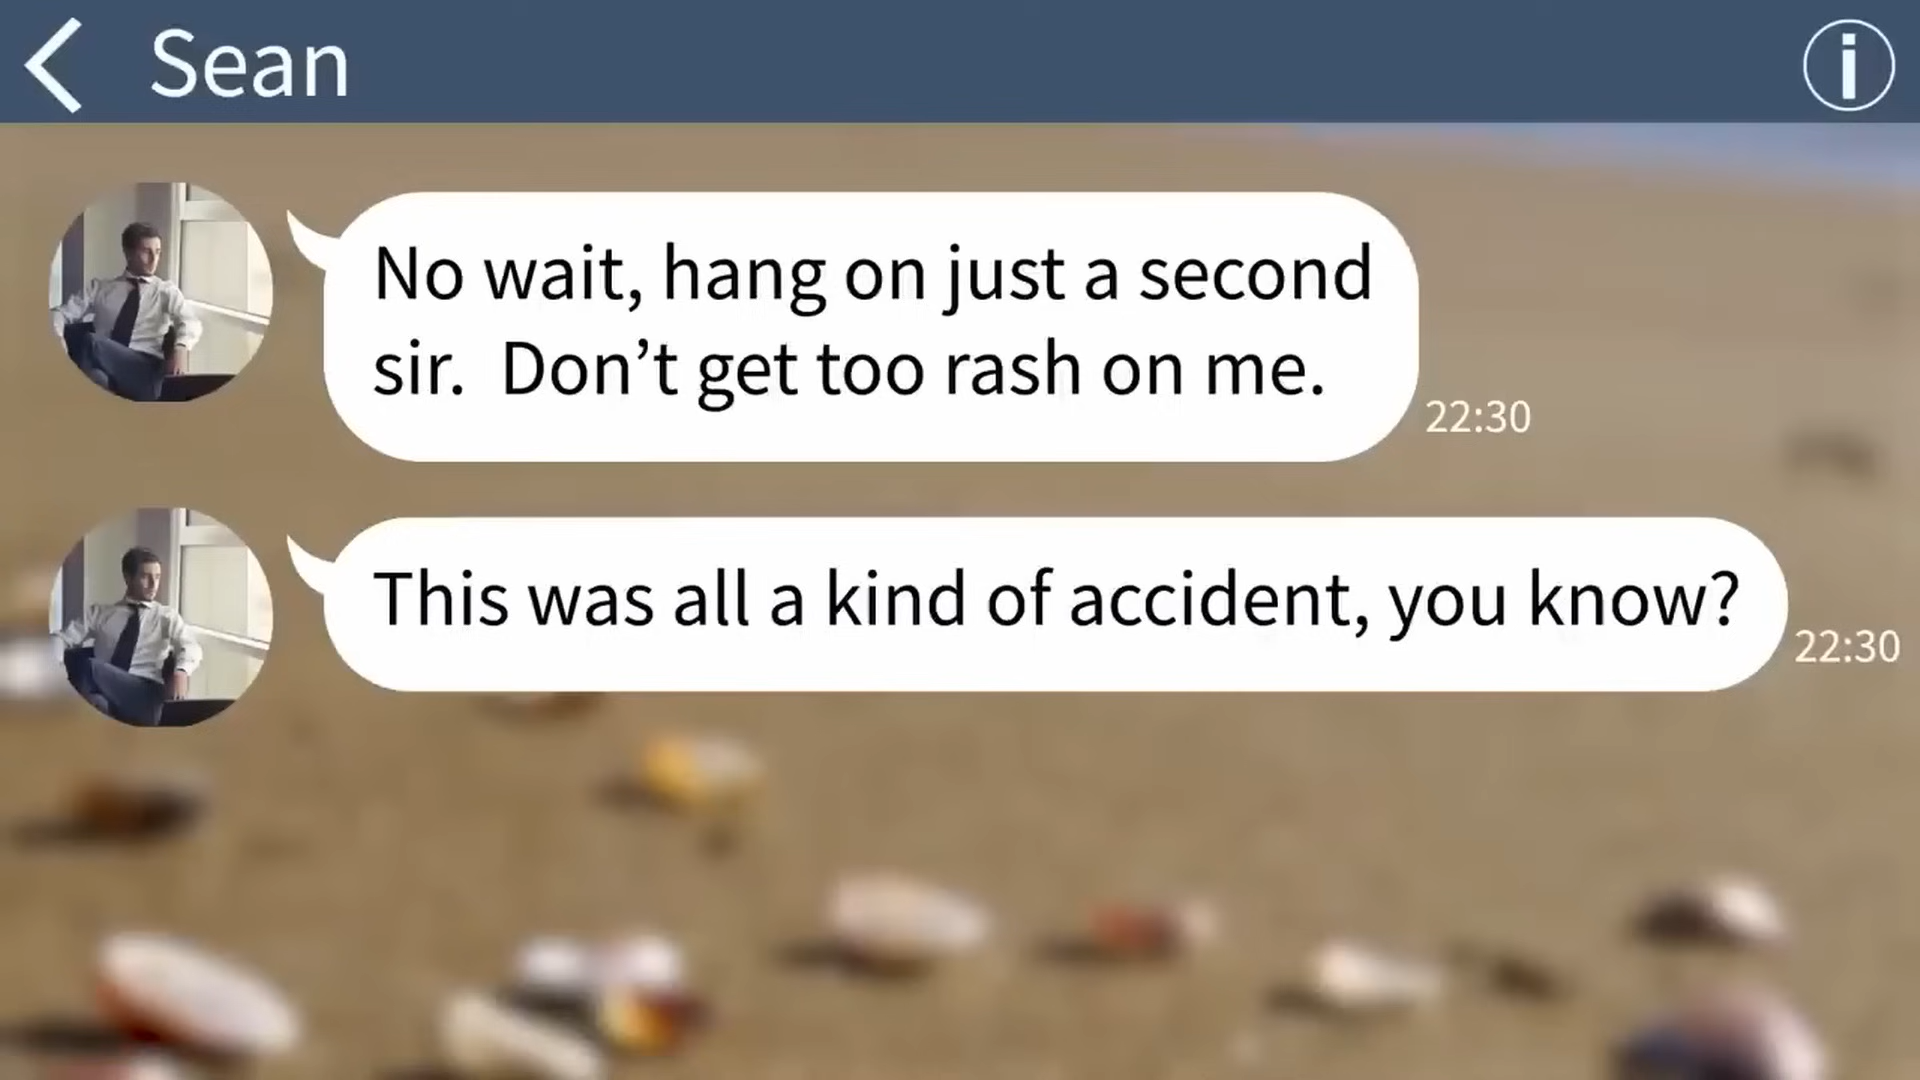 Sean
No wait, hang on just a second
sir.  Don’t get too rash on me.
22:30
This was all a kind of accident, you know?
22:30